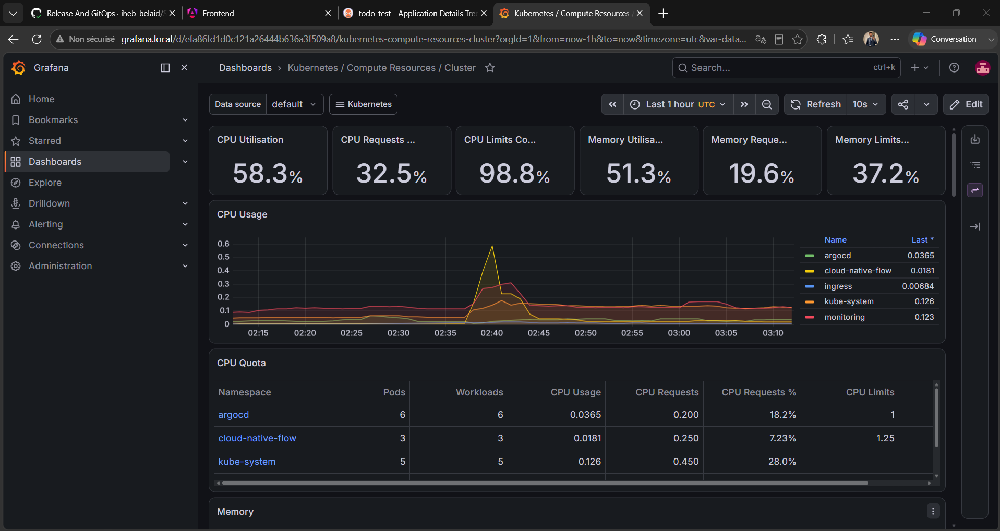 Release And GitOps · iheb-belaid/S
Frontend
todo-test - Application Details Tree
Kubernetes / Compute Resources /
Non sécurisé
grafana.local/d/efa86fd1d0c121a26444b636a3f509a8/kubernetes-compute-resources-cluster?orgId=1&from=now-1h&to=now&timezone=utc&var-data...
Conversation
Grafana
Dashboards › Kubernetes / Compute Resources / Cluster
Search...
ctrl+k
Home
Bookmarks
Starred
Dashboards
Explore
Drilldown
Alerting
Connections
Administration
Data source
default
Kubernetes
Last 1 hour UTC
Refresh
10s
Edit
CPU Utilisation
58.3%
CPU Requests ...
32.5%
CPU Limits Co...
98.8%
Memory Utilisa...
51.3%
Memory Reque...
19.6%
Memory Limits...
37.2%
CPU Usage
0.6
0.5
0.4
0.3
0.2
0.1
0
02:15 02:20 02:25 02:30 02:35 02:40 02:45 02:50 02:55 03:00 03:05 03:10
Name Last *
argocd 0.0365
cloud-native-flow 0.0181
ingress 0.00684
kube-system 0.126
monitoring 0.123
CPU Quota
Namespace Pods Workloads CPU Usage CPU Requests CPU Requests % CPU Limits
argocd 6 6 0.0365 0.200 18.2% 1
cloud-native-flow 3 3 0.0181 0.250 7.23% 1.25
kube-system 5 5 0.126 0.450 28.0%
Memory